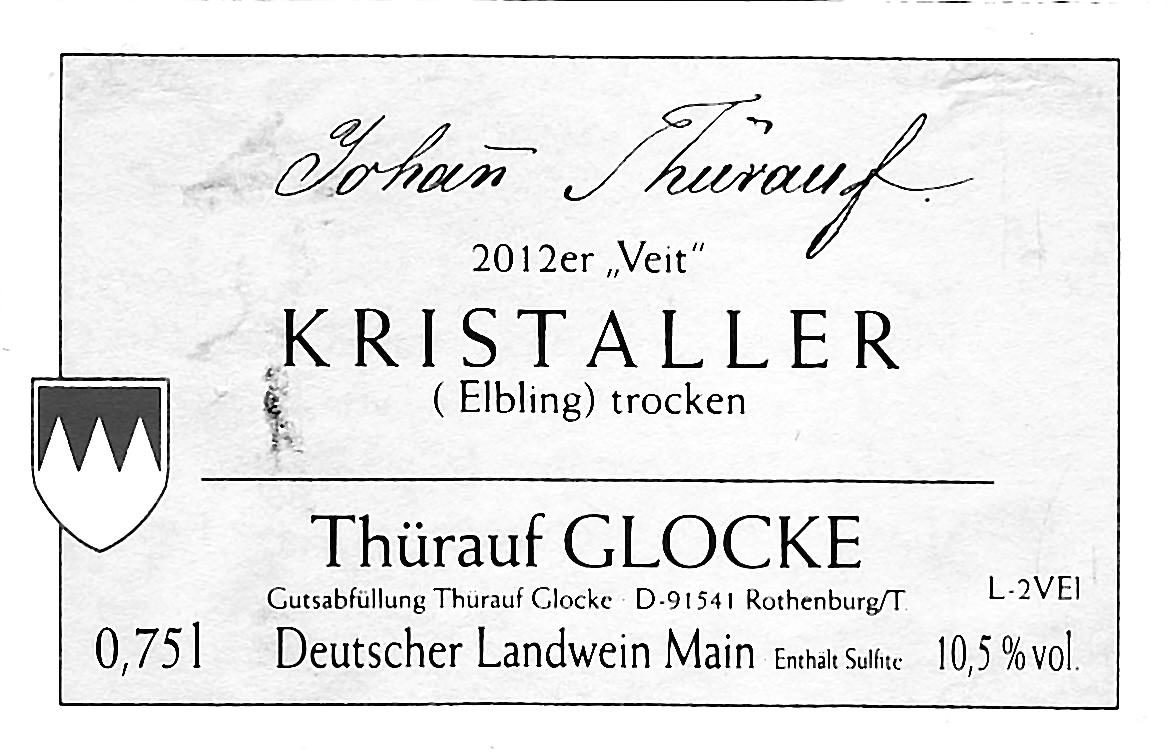 Johan̄ Thürauf.
2012er „Veit“
KRISTALLER
( Elbling) trocken
Thürauf GLOCKE
Gutsabfüllung Thürauf Glocke · D-91541 Rothenburg/T.
L-2VEI
0,75 l Deutscher Landwein Main Enthält Sulfite 10,5 % vol.